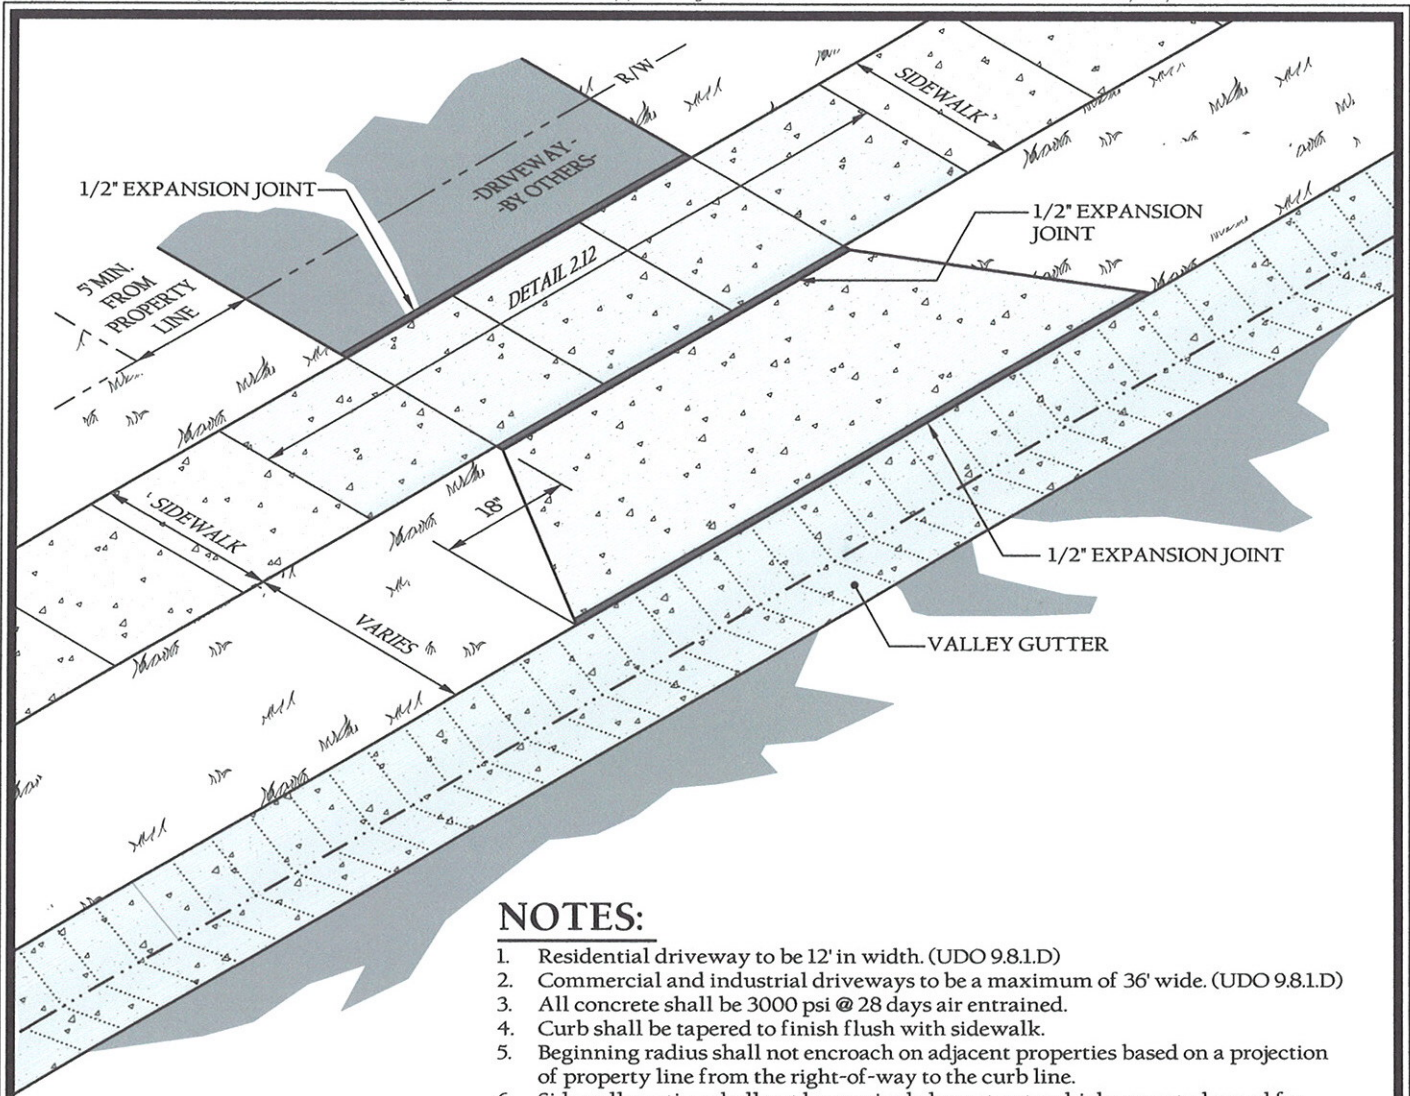 R/W
SIDEWALK
-DRIVEWAY-
-BY OTHERS-
1/2" EXPANSION JOINT
1/2" EXPANSION
JOINT
5' MIN.
FROM
PROPERTY
LINE
DETAIL 2.12
18"
SIDEWALK
1/2" EXPANSION JOINT
VARIES
VALLEY GUTTER
NOTES:
1. Residential driveway to be 12' in width. (UDO 9.8.1.D)
2. Commercial and industrial driveways to be a maximum of 36' wide. (UDO 9.8.1.D)
3. All concrete shall be 3000 psi @ 28 days air entrained.
4. Curb shall be tapered to finish flush with sidewalk.
5. Beginning radius shall not encroach on adjacent properties based on a projection
of property line from the right-of-way to the curb line.